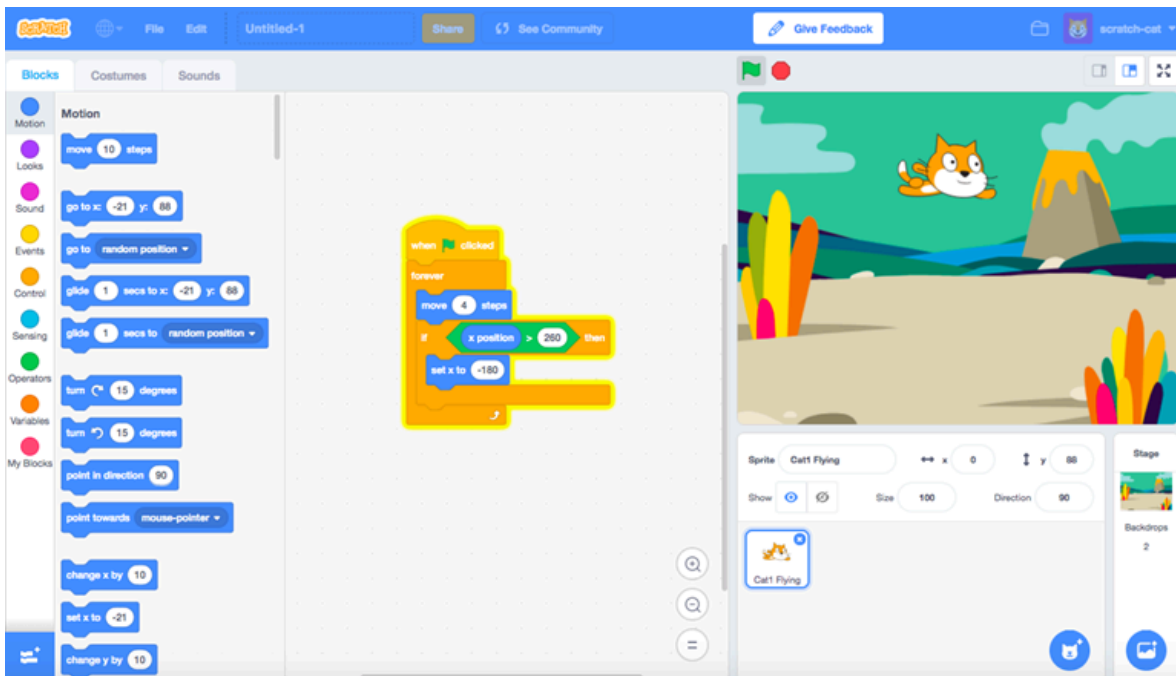 SCRATCH
File
Edit
Untitled-1
Share
See Community
Give Feedback
scratch-cat
Blocks
Costumes
Sounds
Motion
Looks
Sound
Events
Control
Sensing
Operators
Variables
My Blocks
Motion
move 10 steps
go to x: -21 y: 88
go to random position
glide 1 secs to x: -21 y: 88
glide 1 secs to random position
turn 15 degrees
turn 15 degrees
point in direction 90
point towards mouse-pointer
change x by 10
set x to -21
change y by 10
when clicked
forever
move 4 steps
if x position > 260 then
set x to -180
Sprite Cat1 Flying x 0 y 88
Show Size 100 Direction 90
Cat1 Flying
Stage
Backdrops
2